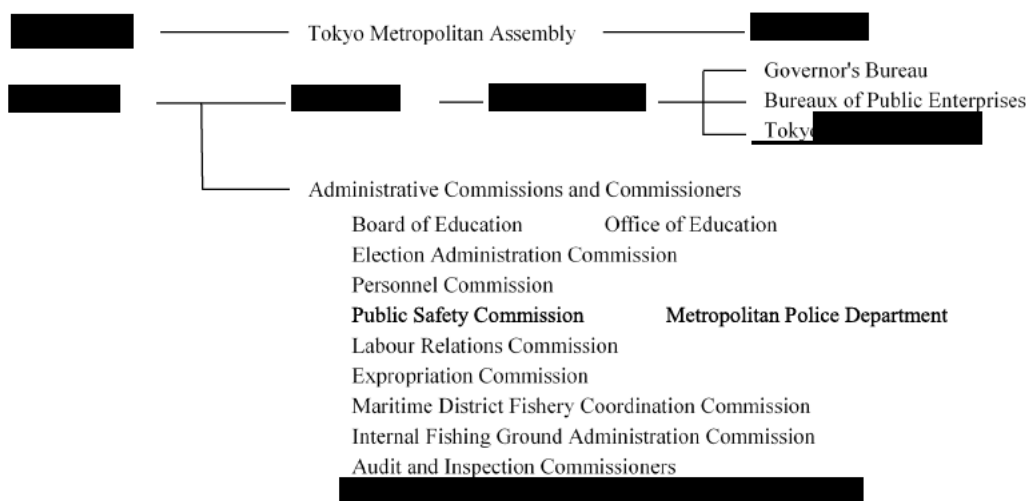 Tokyo Metropolitan Assembly
Governor's Bureau
Bureaux of Public Enterprises
Administrative Commissions and Commissioners
Board of Education Office of Education
Election Administration Commission
Personnel Commission
Public Safety Commission Metropolitan Police Department
Labour Relations Commission
Expropriation Commission
Maritime District Fishery Coordination Commission
Internal Fishing Ground Administration Commission
Audit and Inspection Commissioners